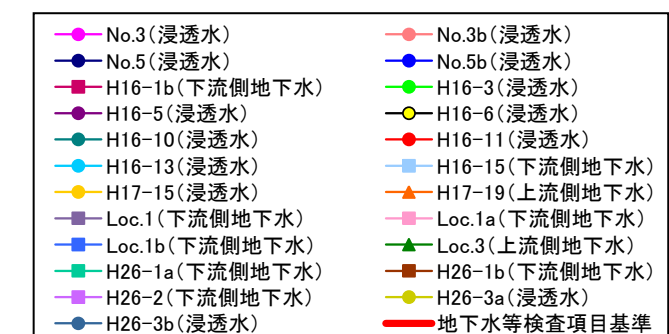 No.3(浸透水) No.3b(浸透水)
No.5(浸透水) No.5b(浸透水)
H16-1b(下流側地下水) H16-3(浸透水)
H16-5(浸透水) H16-6(浸透水)
H16-10(浸透水) H16-11(浸透水)
H16-13(浸透水) H16-15(下流側地下水)
H17-15(浸透水) H17-19(上流側地下水)
Loc.1(下流側地下水) Loc.1a(下流側地下水)
Loc.1b(下流側地下水) Loc.3(上流側地下水)
H26-1a(下流側地下水) H26-1b(下流側地下水)
H26-2(下流側地下水) H26-3a(浸透水)
H26-3b(浸透水) 地下水等検査項目基準